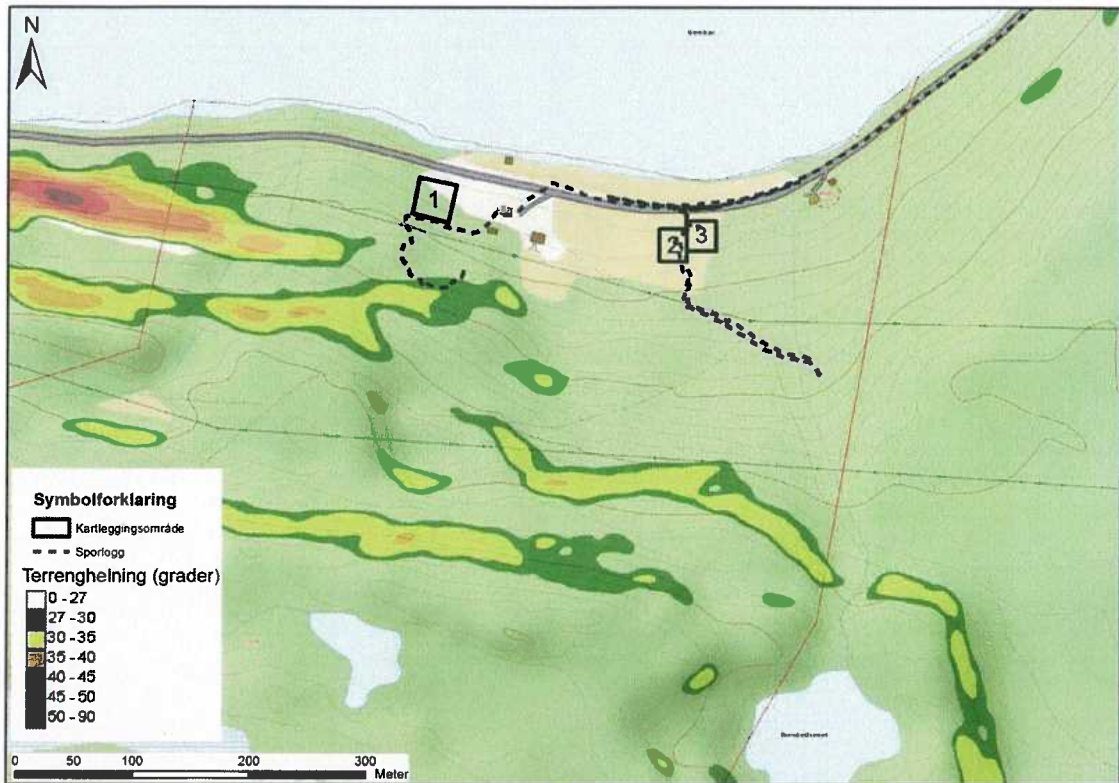 N
1
2
3
Symbolforklaring
Kartleggingsområde
Sporlogg
Terrenghelning (grader)
0 - 27
27 - 30
30 - 35
35 - 40
40 - 45
45 - 50
50 - 90
0 50 100 200 300
Meter